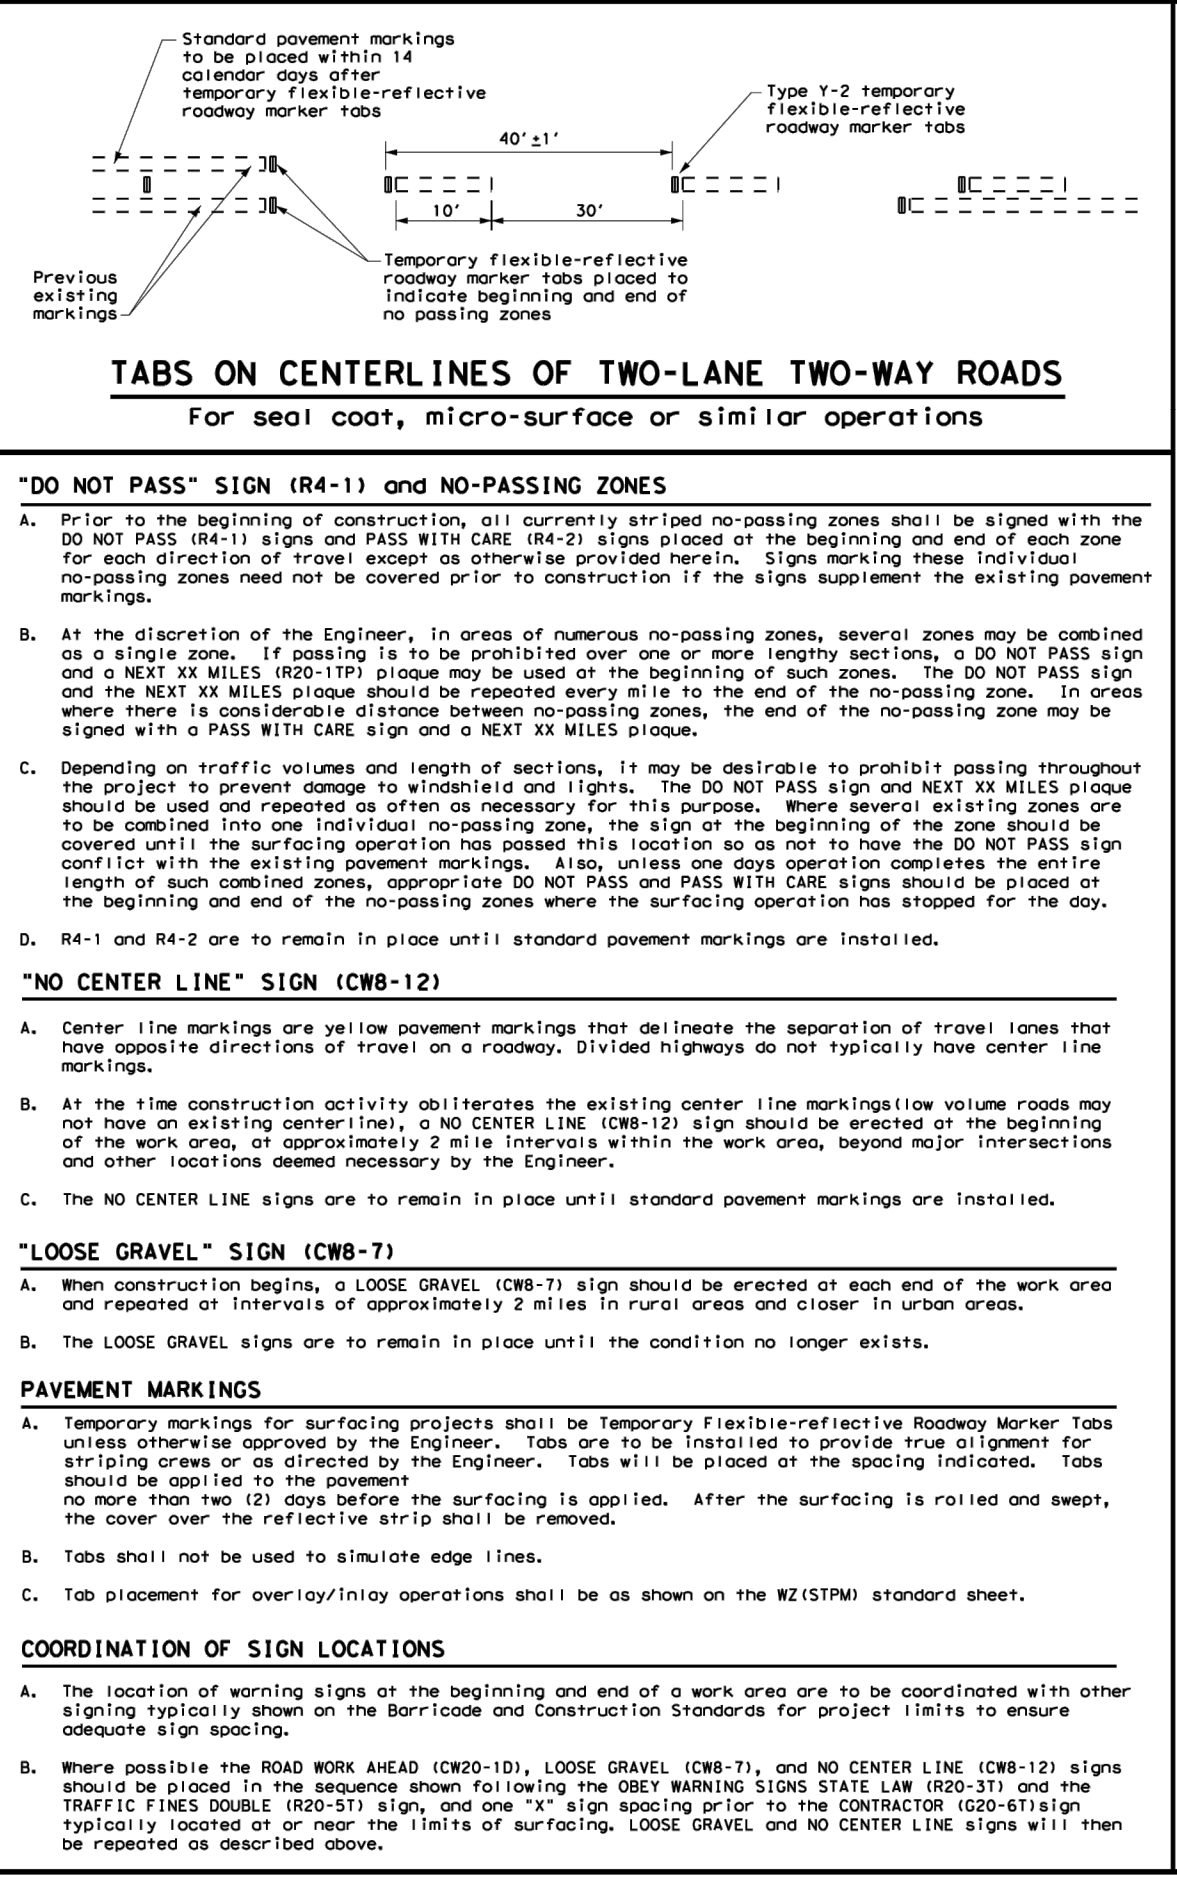 Standard pavement markings
to be placed within 14
calendar days after
temporary flexible-reflective
roadway marker tabs
Type Y-2 temporary
flexible-reflective
roadway marker tabs
40' ±1'
10'
30'
Previous
existing
markings
Temporary flexible-reflective
roadway marker tabs placed to
indicate beginning and end of
no passing zones
TABS ON CENTERLINES OF TWO-LANE TWO-WAY ROADS
For seal coat, micro-surface or similar operations
"DO NOT PASS" SIGN (R4-1) and NO-PASSING ZONES
A. Prior to the beginning of construction, all currently striped no-passing zones shall be signed with the
DO NOT PASS (R4-1) signs and PASS WITH CARE (R4-2) signs placed at the beginning and end of each zone
for each direction of travel except as otherwise provided herein. Signs marking these individual
no-passing zones need not be covered prior to construction if the signs supplement the existing pavement
markings.
B. At the discretion of the Engineer, in areas of numerous no-passing zones, several zones may be combined
as a single zone. If passing is to be prohibited over one or more lengthy sections, a DO NOT PASS sign
and a NEXT XX MILES (R20-1TP) plaque may be used at the beginning of such zones. The DO NOT PASS sign
and the NEXT XX MILES plaque should be repeated every mile to the end of the no-passing zone. In areas
where there is considerable distance between no-passing zones, the end of the no-passing zone may be
signed with a PASS WITH CARE sign and a NEXT XX MILES plaque.
C. Depending on traffic volumes and length of sections, it may be desirable to prohibit passing throughout
the project to prevent damage to windshield and lights. The DO NOT PASS sign and NEXT XX MILES plaque
should be used and repeated as often as necessary for this purpose. Where several existing zones are
to be combined into one individual no-passing zone, the sign at the beginning of the zone should be
covered until the surfacing operation has passed this location so as not to have the DO NOT PASS sign
conflict with the existing pavement markings. Also, unless one days operation completes the entire
length of such combined zones, appropriate DO NOT PASS and PASS WITH CARE signs should be placed at
the beginning and end of the no-passing zones where the surfacing operation has stopped for the day.
D. R4-1 and R4-2 are to remain in place until standard pavement markings are installed.
"NO CENTER LINE" SIGN (CW8-12)
A. Center line markings are yellow pavement markings that delineate the separation of travel lanes that
have opposite directions of travel on a roadway. Divided highways do not typically have center line
markings.
B. At the time construction activity obliterates the existing center line markings(low volume roads may
not have an existing centerline), a NO CENTER LINE (CW8-12) sign should be erected at the beginning
of the work area, at approximately 2 mile intervals within the work area, beyond major intersections
and other locations deemed necessary by the Engineer.
C. The NO CENTER LINE signs are to remain in place until standard pavement markings are installed.
"LOOSE GRAVEL" SIGN (CW8-7)
A. When construction begins, a LOOSE GRAVEL (CW8-7) sign should be erected at each end of the work area
and repeated at intervals of approximately 2 miles in rural areas and closer in urban areas.
B. The LOOSE GRAVEL signs are to remain in place until the condition no longer exists.
PAVEMENT MARKINGS
A. Temporary markings for surfacing projects shall be Temporary Flexible-reflective Roadway Marker Tabs
unless otherwise approved by the Engineer. Tabs are to be installed to provide true alignment for
striping crews or as directed by the Engineer. Tabs will be placed at the spacing indicated. Tabs
should be applied to the pavement
no more than two (2) days before the surfacing is applied. After the surfacing is rolled and swept,
the cover over the reflective strip shall be removed.
B. Tabs shall not be used to simulate edge lines.
C. Tab placement for overlay/inlay operations shall be as shown on the WZ(STPM) standard sheet.
COORDINATION OF SIGN LOCATIONS
A. The location of warning signs at the beginning and end of a work area are to be coordinated with other
signing typically shown on the Barricade and Construction Standards for project limits to ensure
adequate sign spacing.
B. Where possible the ROAD WORK AHEAD (CW20-1D), LOOSE GRAVEL (CW8-7), and NO CENTER LINE (CW8-12) signs
should be placed in the sequence shown following the OBEY WARNING SIGNS STATE LAW (R20-3T) and the
TRAFFIC FINES DOUBLE (R20-5T) sign, and one "X" sign spacing prior to the CONTRACTOR (G20-6T)sign
typically located at or near the limits of surfacing. LOOSE GRAVEL and NO CENTER LINE signs will then
be repeated as described above.